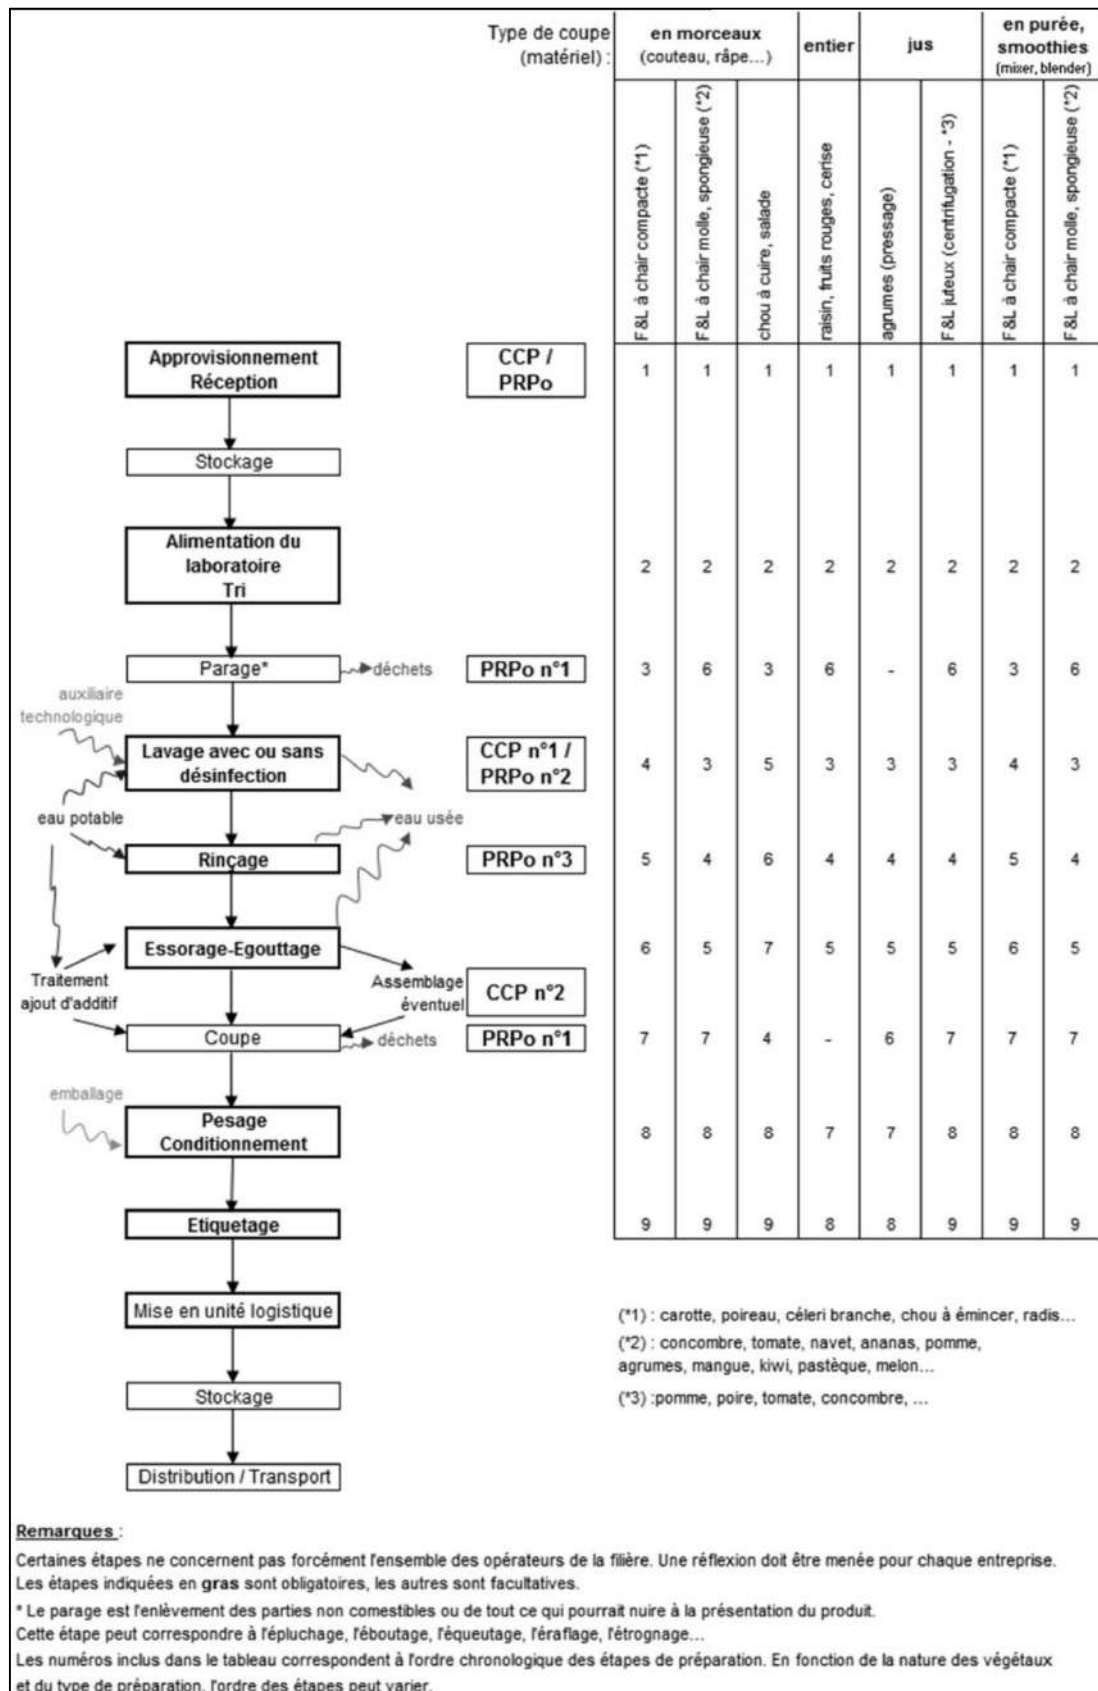 Type de coupe
(matériel) :
en morceaux
(couteau, râpe...)
entier
jus
en purée,
smoothies
(mixer, blender)
F&L à chair compacte (*1)
F&L à chair molle, spongieuse (*2)
chou à cuire, salade
raisin, fruits rouges, cerise
agrumes (pressage)
F&L juteux (centrifugation - *3)
F&L à chair compacte (*1)
F&L à chair molle, spongieuse (*2)
Approvisionnement
Réception
CCP /
PRPo
1 1 1 1 1 1 1 1
Stockage
Alimentation du
laboratoire
Tri
2 2 2 2 2 2 2 2
Parage*
déchets
PRPo n°1
3 6 3 6 - 6 3 6
auxiliaire
technologique
Lavage avec ou sans
désinfection
CCP n°1 /
PRPo n°2
4 3 5 3 3 3 4 3
eau potable
eau usée
Rinçage
PRPo n°3
5 4 6 4 4 4 5 4
Essorage-Egouttage
6 5 7 5 5 5 6 5
Traitement
ajout d'additif
Assemblage
éventuel
CCP n°2
Coupe
déchets
PRPo n°1
7 7 4 - 6 7 7 7
emballage
Pesage
Conditionnement
8 8 8 7 7 8 8 8
Etiquetage
9 9 9 8 8 9 9 9
Mise en unité logistique
Stockage
Distribution / Transport
(*1) : carotte, poireau, céleri branche, chou à émincer, radis...
(*2) : concombre, tomate, navet, ananas, pomme,
agrumes, mangue, kiwi, pastèque, melon...
(*3) :pomme, poire, tomate, concombre, ...
Remarques :
Certaines étapes ne concernent pas forcément l'ensemble des opérateurs de la filière. Une réflexion doit être menée pour chaque entreprise.
Les étapes indiquées en gras sont obligatoires, les autres sont facultatives.
* Le parage est l'enlèvement des parties non comestibles ou de tout ce qui pourrait nuire à la présentation du produit.
Cette étape peut correspondre à l'épluchage, l'éboutage, l'équeutage, l'éraflage, l'étrognage...
Les numéros inclus dans le tableau correspondent à l'ordre chronologique des étapes de préparation. En fonction de la nature des végétaux
et du type de préparation, l'ordre des étapes peut varier.